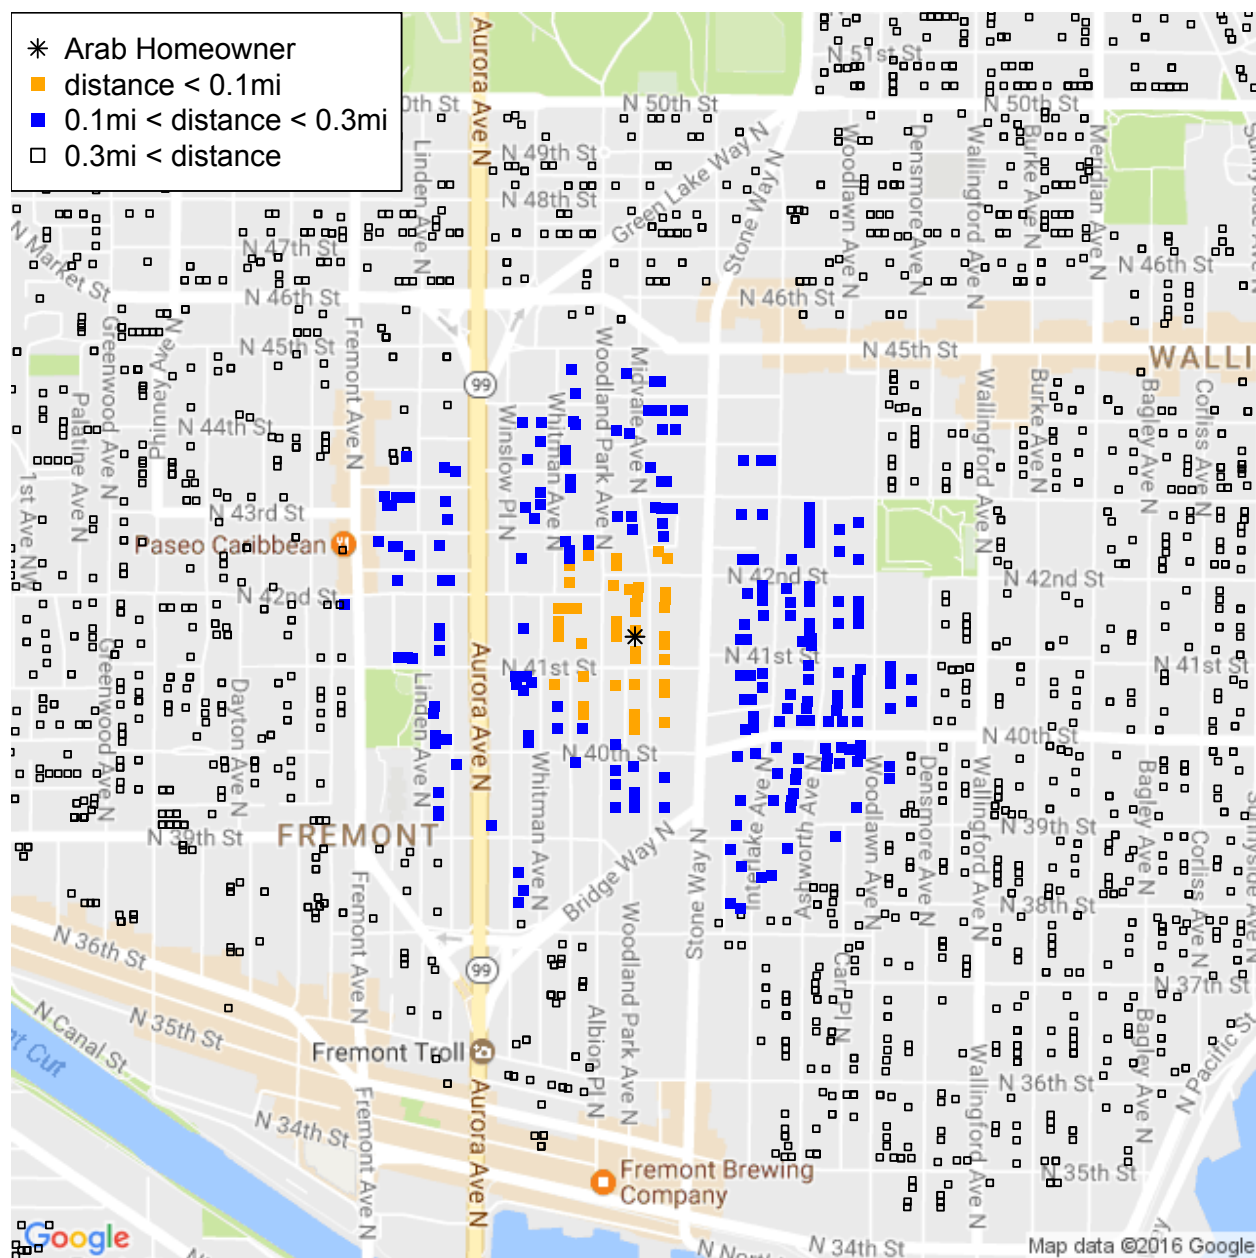 Arab Homeowner
distance < 0.1mi
0.1mi < distance < 0.3mi
0.3mi < distance
Aurora Ave N
N 51st St
0th St
N 50th St
N 50th St
N 49th St
N 48th St
Linden Ave N
Green Lake Way N
Stone Way N
Woodlawn Ave N
Densmore Ave N
Wallingford Ave N
Burke Ave N
Meridian Ave N
N 47th St
N Market St
N 46th St
N 46th St
N 46th St
N 45th St
N 45th St
WALLI
99
Greenwood Ave N
Phinney Ave N
Fremont Ave N
Palatine Ave N
N 44th St
Winslow Pl N
Whitman Ave N
Woodland Park Ave N
Midvale Ave N
Wallingford Ave N
Burke Ave N
Bagley Ave N
Corliss Ave N
1st Ave NW
N 43rd St
Paseo Caribbean
N 42nd St
N 42nd St
N 42nd St
N 41st St
N 41st St
N 41st St
Greenwood Ave N
Dayton Ave N
Linden Ave N
Aurora Ave N
N 40th St
N 40th St
Whitman Ave N
Interlake Ave N
Ashworth Ave N
Woodlawn Ave N
Densmore Ave N
Wallingford Ave N
Bagley Ave N
Corliss Ave N
N 39th St
FREMONT
N 39th St
Bridge Way N
Stone Way N
N 38th St
Fremont Ave N
Woodland Park Ave N
N 36th St
99
Carr Pl N
N 37th St
N 35th St
N Canal St
nt Cut
Albion Pl N
Fremont Troll
N 36th St
Bagley Ave N
N Pacific St
Wallingford Ave N
Fremont Ave N
Aurora Ave N
N 34th St
Fremont Brewing
Company
N 35th St
N 34th St
Google
Map data ©2016 Google